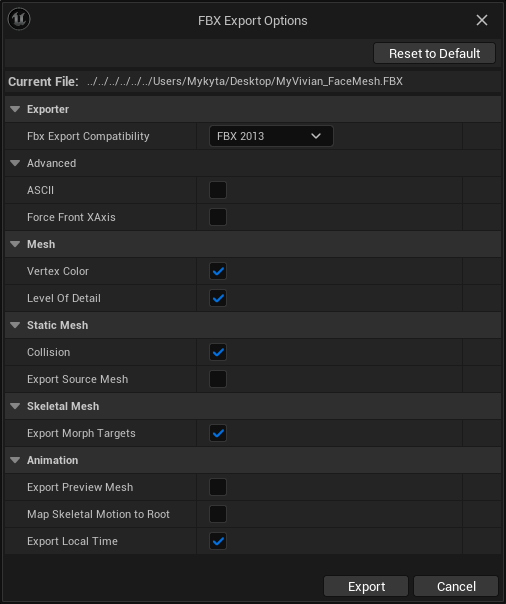 FBX Export Options
Reset to Default
Current File: ../../../../../../Users/Mykyta/Desktop/MyVivian_FaceMesh.FBX
Exporter
Fbx Export Compatibility FBX 2013
Advanced
ASCII
Force Front XAxis
Mesh
Vertex Color
Level Of Detail
Static Mesh
Collision
Export Source Mesh
Skeletal Mesh
Export Morph Targets
Animation
Export Preview Mesh
Map Skeletal Motion to Root
Export Local Time
Export Cancel